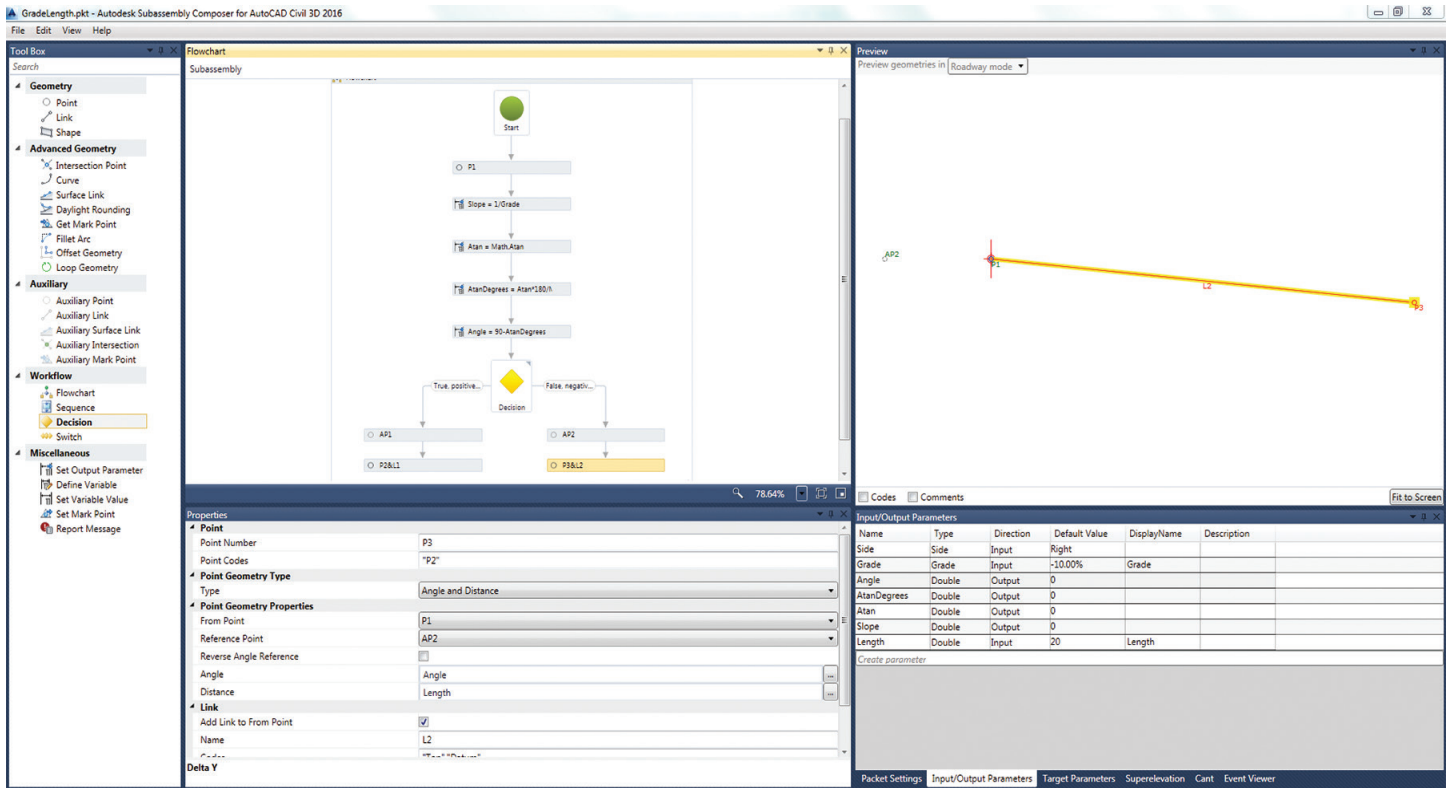 GradeLength.pkt - Autodesk Subassembly Composer for AutoCAD Civil 3D 2016
File Edit View Help
Tool Box
Search
Geometry
Point
Link
Shape
Advanced Geometry
Intersection Point
Curve
Surface Link
Daylight Rounding
Get Mark Point
Fillet Arc
Offset Geometry
Loop Geometry
Auxiliary
Auxiliary Point
Auxiliary Link
Auxiliary Surface Link
Auxiliary Intersection
Auxiliary Mark Point
Workflow
Flowchart
Sequence
Decision
Switch
Miscellaneous
Set Output Parameter
Define Variable
Set Variable Value
Set Mark Point
Report Message
Flowchart
Subassembly
Start
P1
Slope = 1/Grade
Atan = Math.Atan
AtanDegrees = Atan*180/
Angle = 90-AtanDegrees
True, positive...
False, negativ...
Decision
AP1
AP2
P2&L1
P3&L2
78.64%
Properties
Point
Point Number P3
Point Codes "P2"
Point Geometry Type
Type Angle and Distance
Point Geometry Properties
From Point P1
Reference Point AP2
Reverse Angle Reference
Angle Angle ...
Distance Length ...
Link
Add Link to From Point
Name L2
Codes "Top","Datum"
Delta Y
Preview
Preview geometries in Roadway mode
AP2
P1
L2
P3
Codes Comments Fit to Screen
Input/Output Parameters
Name Type Direction Default Value DisplayName Description
Side Side Input Right
Grade Grade Input -10.00% Grade
Angle Double Output 0
AtanDegrees Double Output 0
Atan Double Output 0
Slope Double Output 0
Length Double Input 20 Length
Create parameter
Packet Settings Input/Output Parameters Target Parameters Superelevation Cant Event Viewer